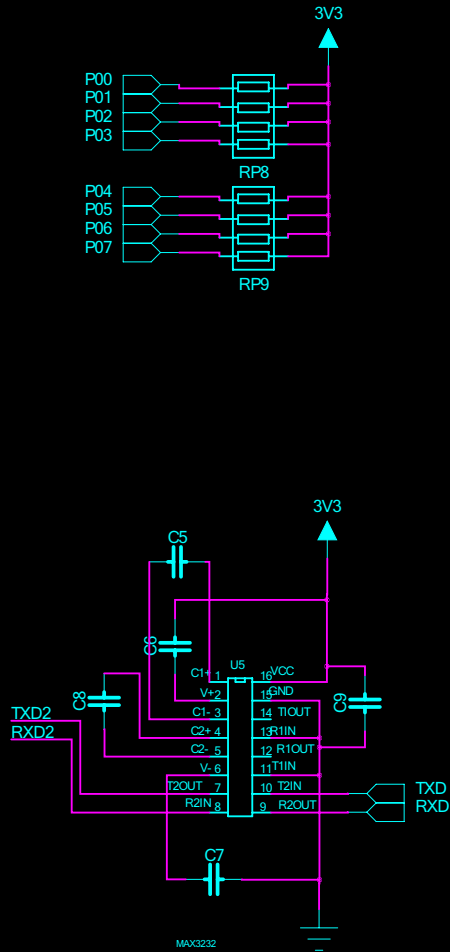 3V3
P00
P01
P02
P03
RP8
P04
P05
P06
P07
RP9
3V3
C5
C6
U5
C1+ 1 16 VCC
V+ 2 15 GND
C8
C9
C1- 3 14 T1OUT
TXD2
C2+ 4 13 R1IN
RXD2
C2- 5 12 R1OUT
V- 6 11 T1IN
T2OUT 7 10 T2IN TXD
R2IN 8 9 R2OUT RXD
C7
MAX3232